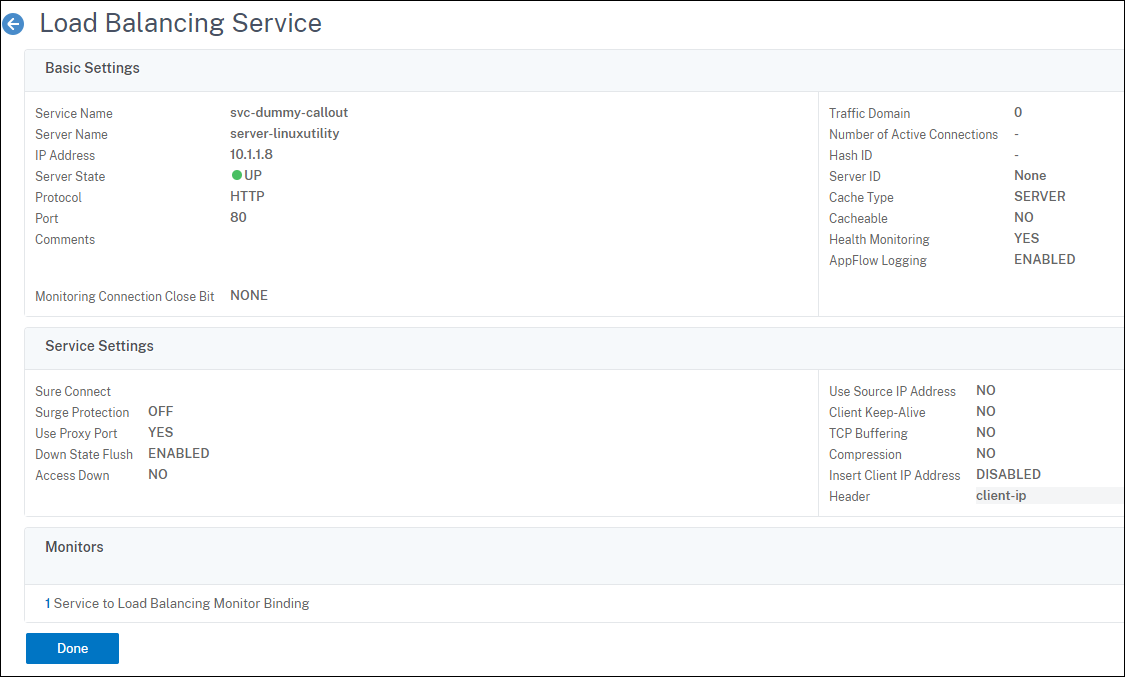 Load Balancing Service
Basic Settings
Service Name svc-dummy-callout
Server Name server-linuxutility
IP Address 10.1.1.8
Server State UP
Protocol HTTP
Port 80
Comments
Monitoring Connection Close Bit NONE
Traffic Domain 0
Number of Active Connections -
Hash ID -
Server ID None
Cache Type SERVER
Cacheable NO
Health Monitoring YES
AppFlow Logging ENABLED
Service Settings
Sure Connect
Surge Protection OFF
Use Proxy Port YES
Down State Flush ENABLED
Access Down NO
Use Source IP Address NO
Client Keep-Alive NO
TCP Buffering NO
Compression NO
Insert Client IP Address DISABLED
Header client-ip
Monitors
1 Service to Load Balancing Monitor Binding
Done